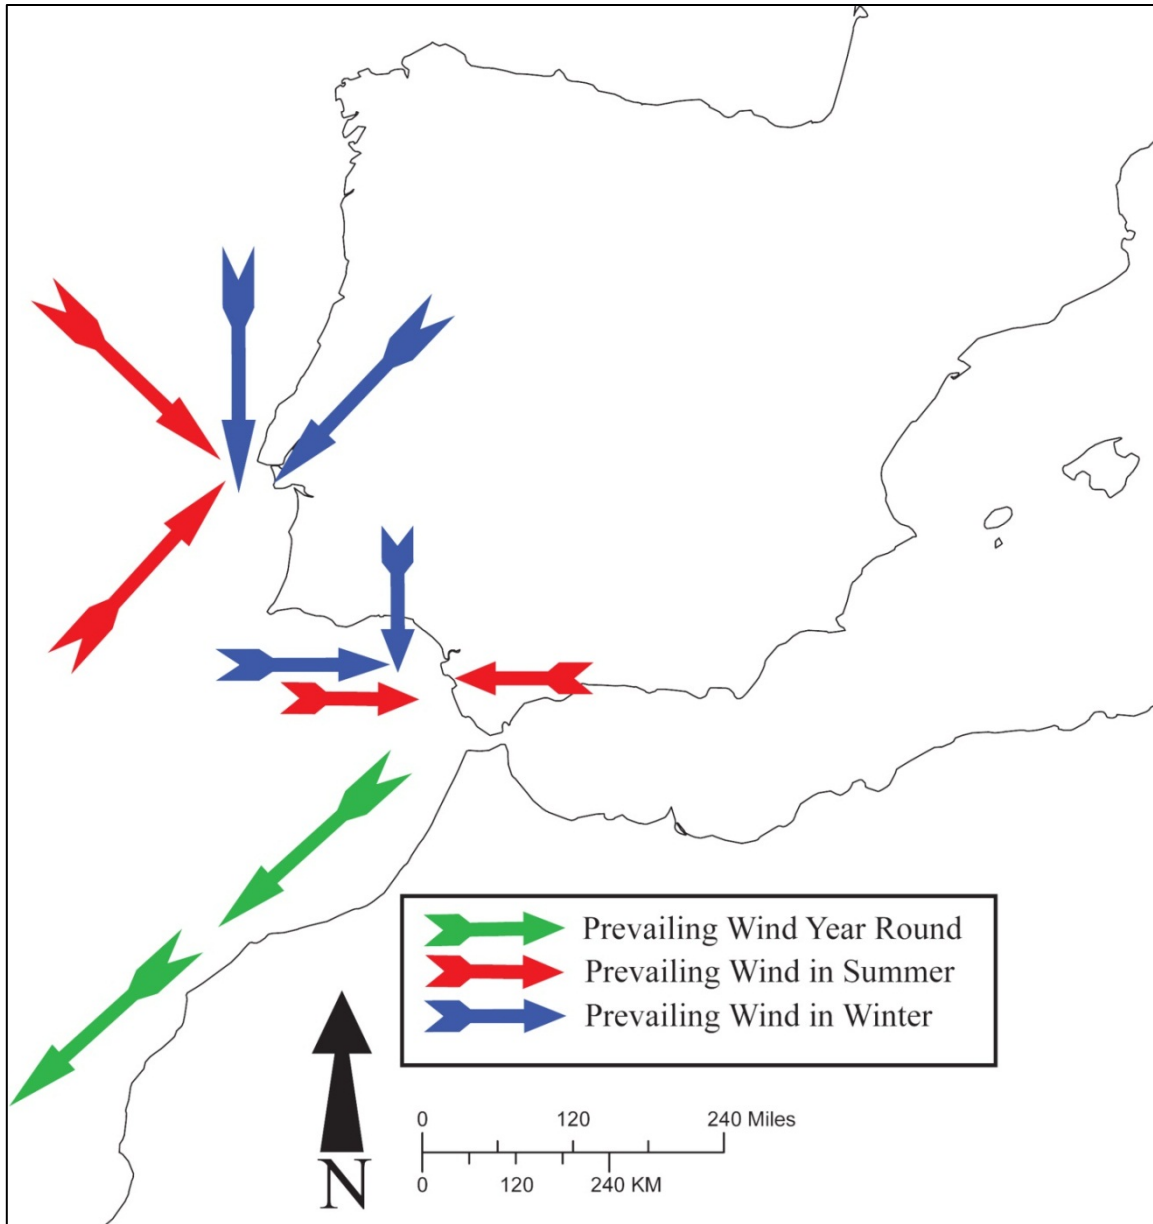 Prevailing Wind Year Round
Prevailing Wind in Summer
Prevailing Wind in Winter
N
0 120 240 Miles
0 120 240 KM